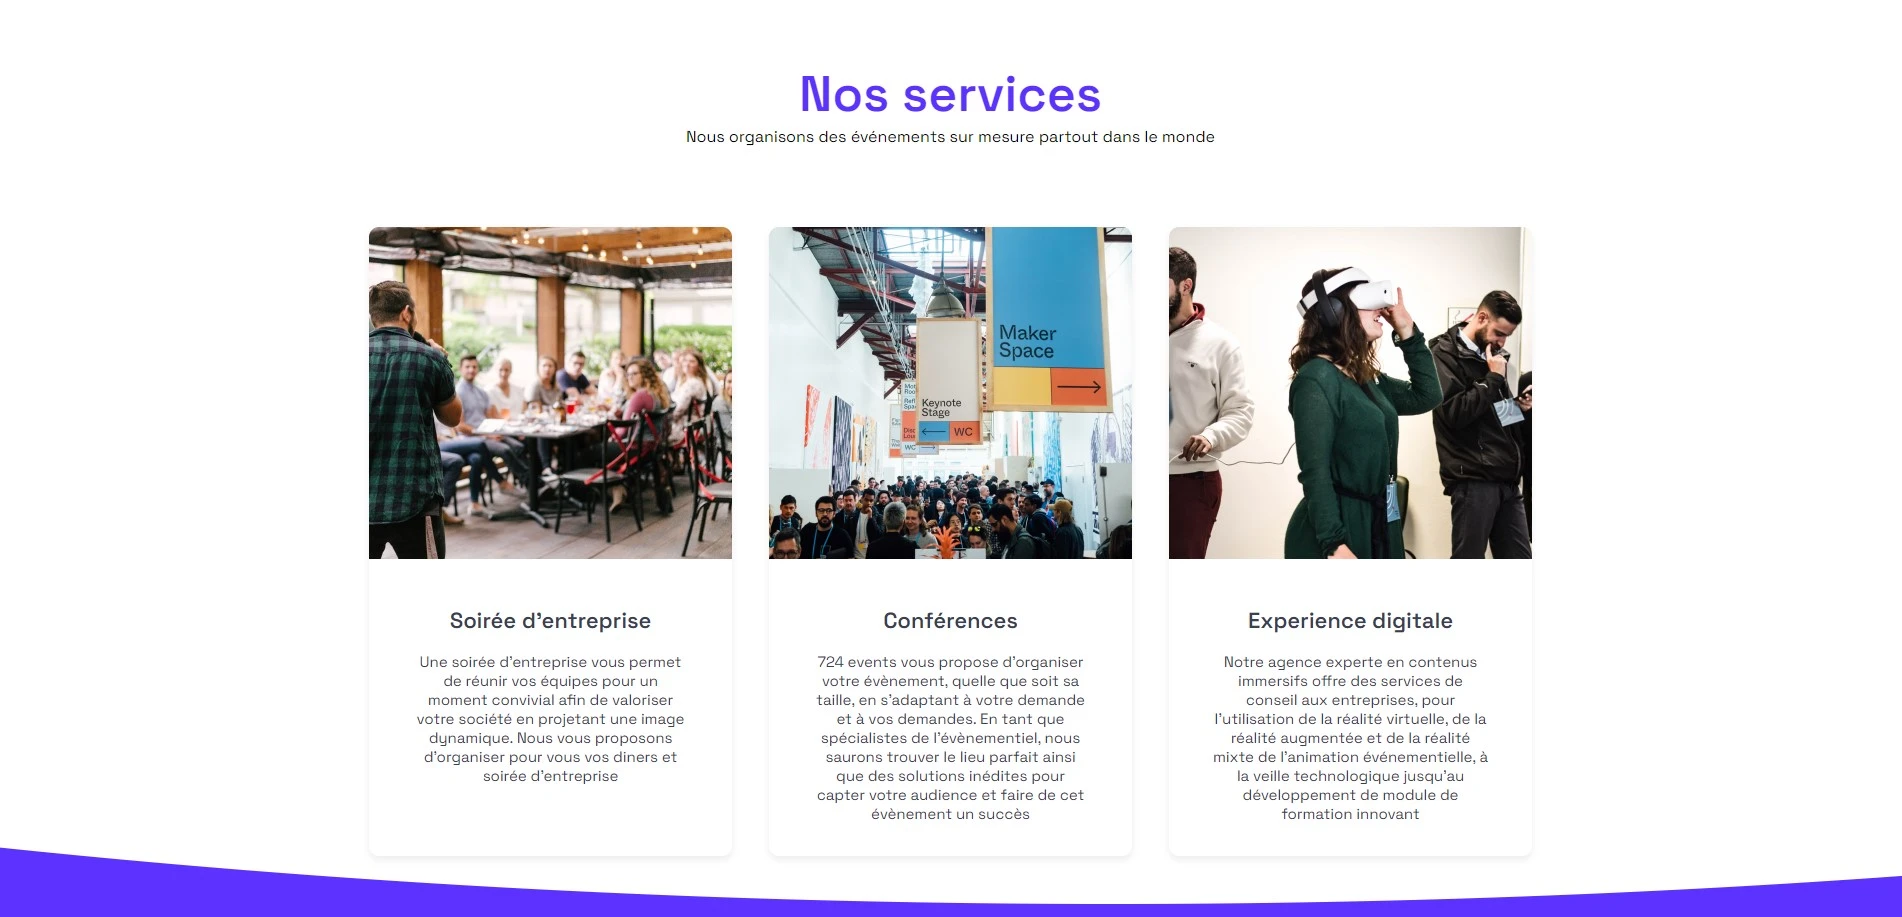 Nos services
Nous organisons des événements sur mesure partout dans le monde
Maker
Space
Keynote
Stage
WC
WC
Soirée d'entreprise
Une soirée d'entreprise vous permet
de réunir vos équipes pour un
moment convivial afin de valoriser
votre société en projetant une image
dynamique. Nous vous proposons
d'organiser pour vous vos diners et
soirée d'entreprise
Conférences
724 events vous propose d'organiser
votre évènement, quelle que soit sa
taille, en s'adaptant à votre demande
et à vos demandes. En tant que
spécialistes de l'évènementiel, nous
saurons trouver le lieu parfait ainsi
que des solutions inédites pour
capter votre audience et faire de cet
évènement un succès
Experience digitale
Notre agence experte en contenus
immersifs offre des services de
conseil aux entreprises, pour
l'utilisation de la réalité virtuelle, de la
réalité augmentée et de la réalité
mixte de l'animation événementielle, à
la veille technologique jusqu'au
développement de module de
formation innovant